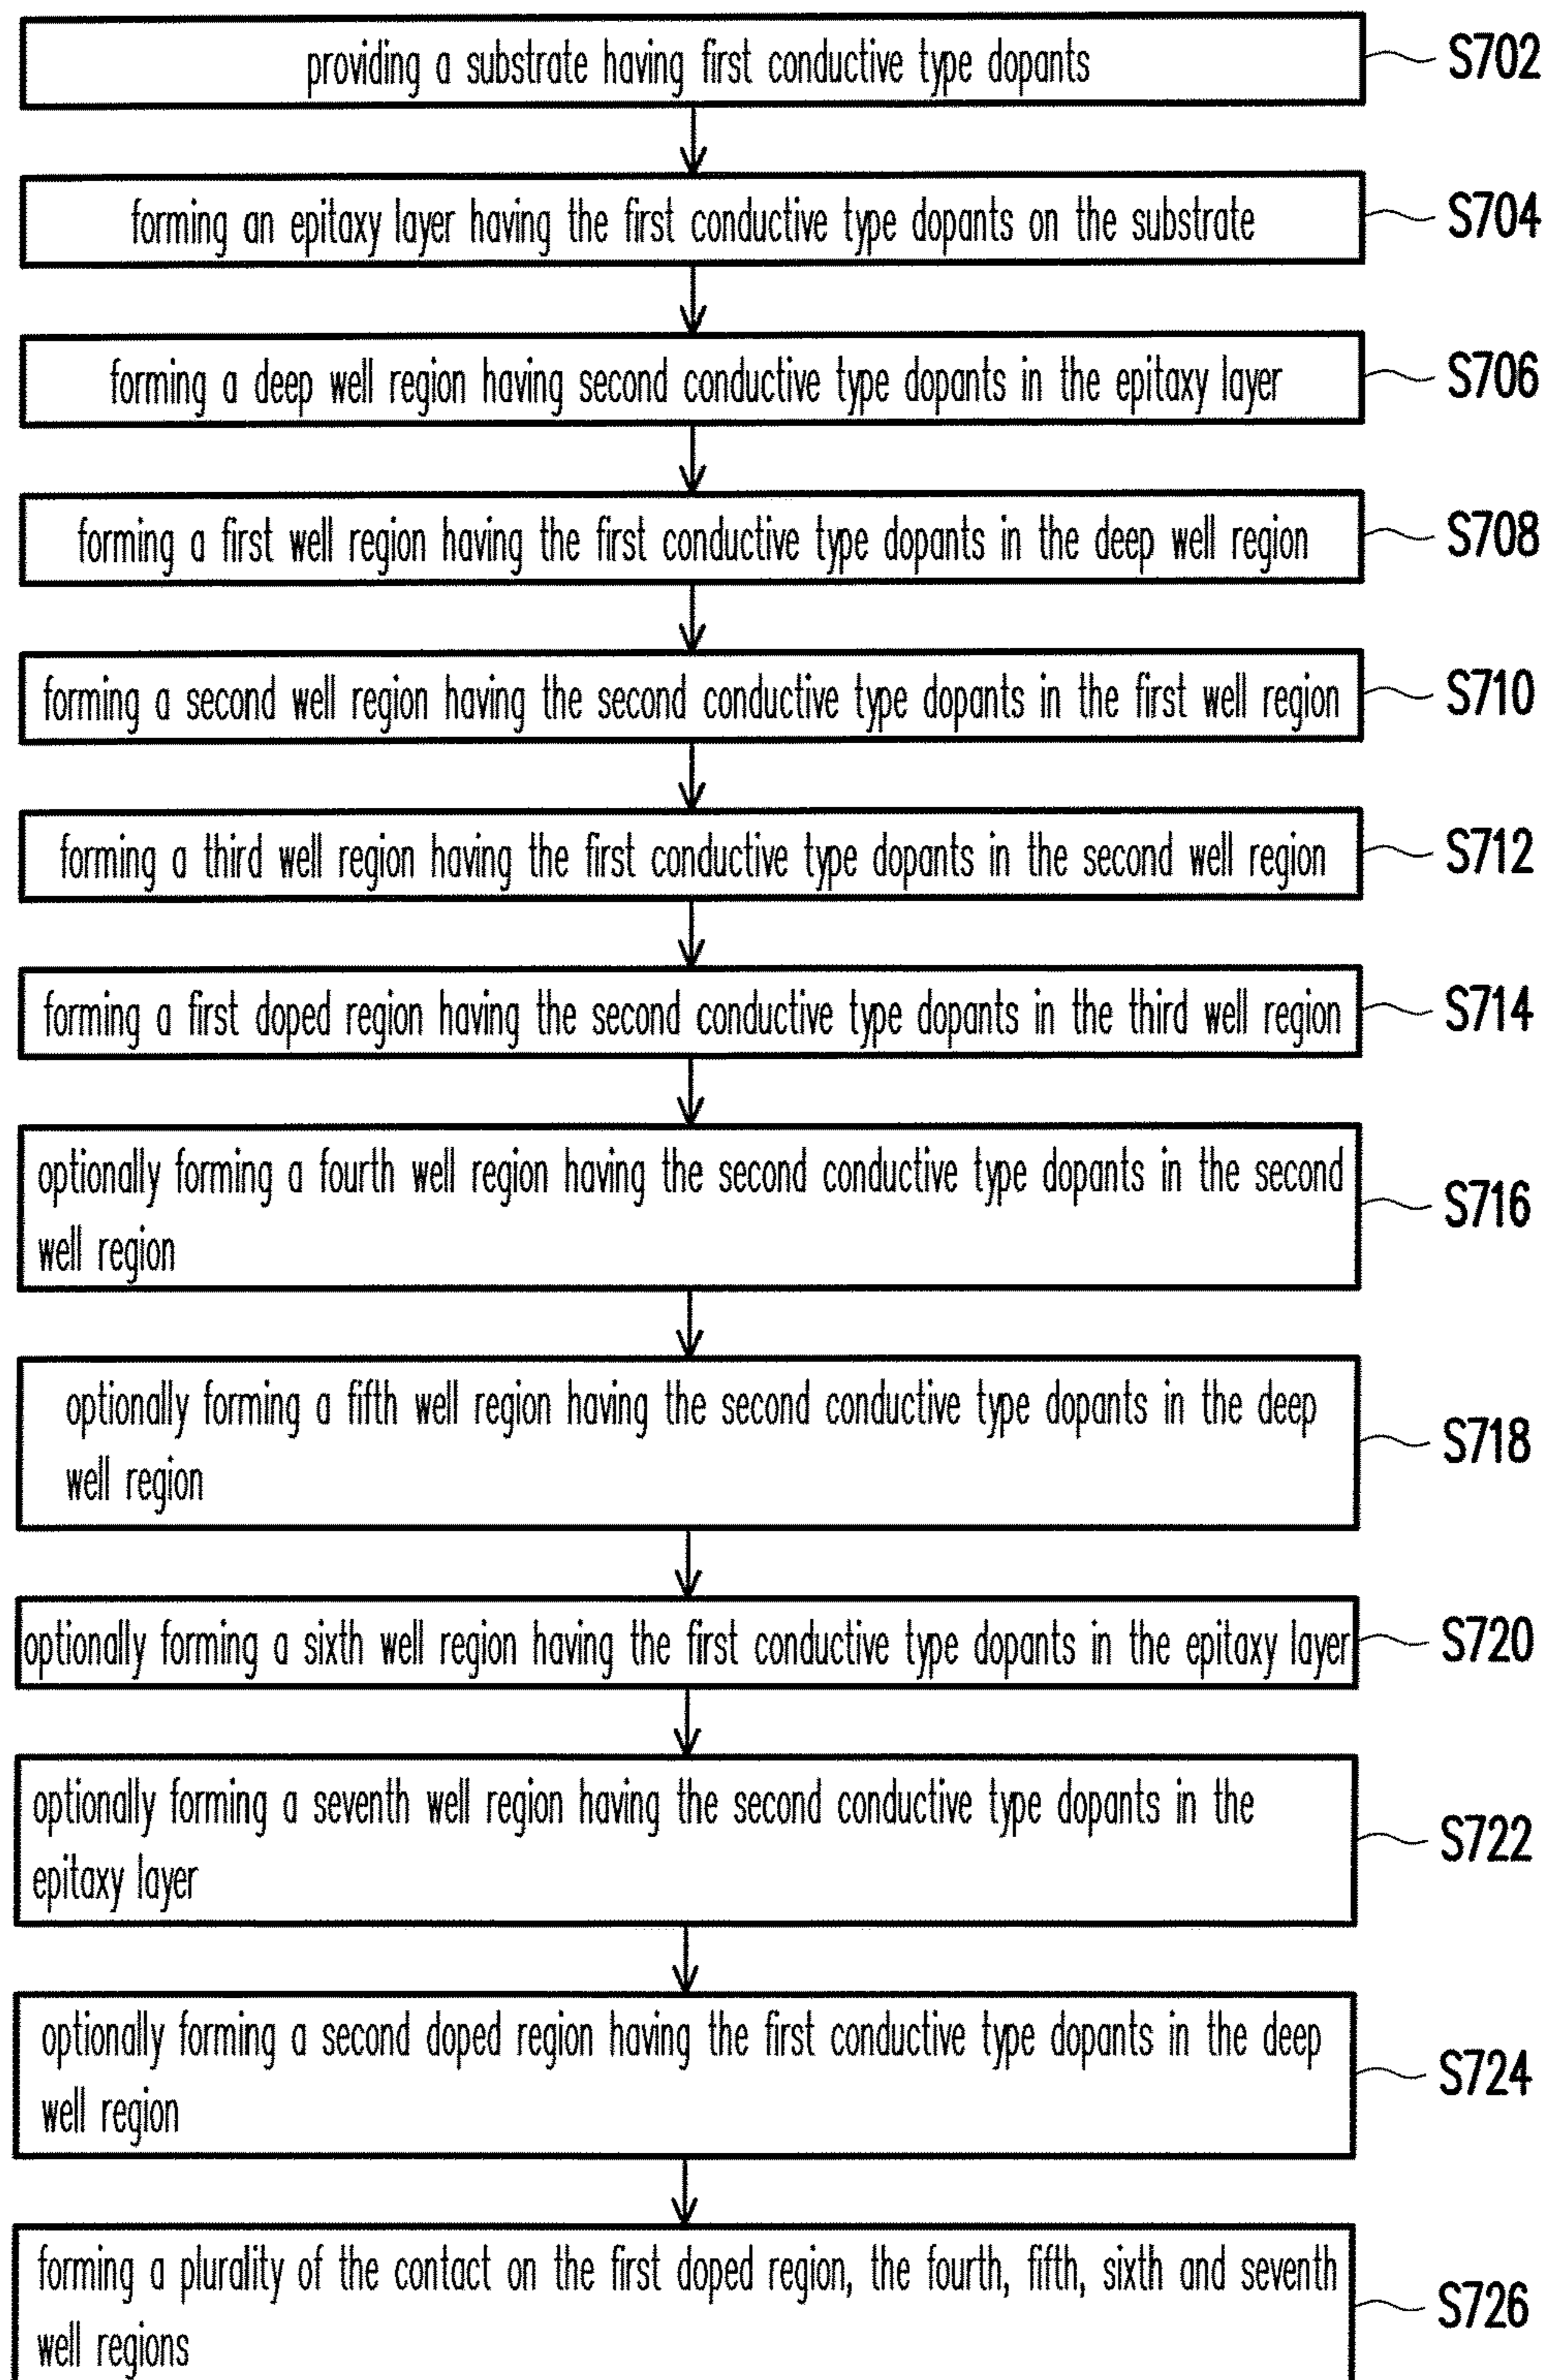 providing a substrate having first conductive type dopants
S702
forming an epitaxy layer having the first conductive type dopants on the substrate
S704
forming a deep well region having second conductive type dopants in the epitaxy layer
S706
forming a first well region having the first conductive type dopants in the deep well region
S708
forming a second well region having the second conductive type dopants in the first well region
S710
forming a third well region having the first conductive type dopants in the second well region
S712
forming a first doped region having the second conductive type dopants in the third well region
S714
optionally forming a fourth well region having the second conductive type dopants in the second
well region
S716
optionally forming a fifth well region having the second conductive type dopants in the deep
well region
S718
optionally forming a sixth well region having the first conductive type dopants in the epitaxy layer
S720
optionally forming a seventh well region having the second conductive type dopants in the
epitaxy layer
S722
optionally forming a second doped region having the first conductive type dopants in the deep
well region
S724
forming a plurality of the contact on the first doped region, the fourth, fifth, sixth and seventh
well regions
S726